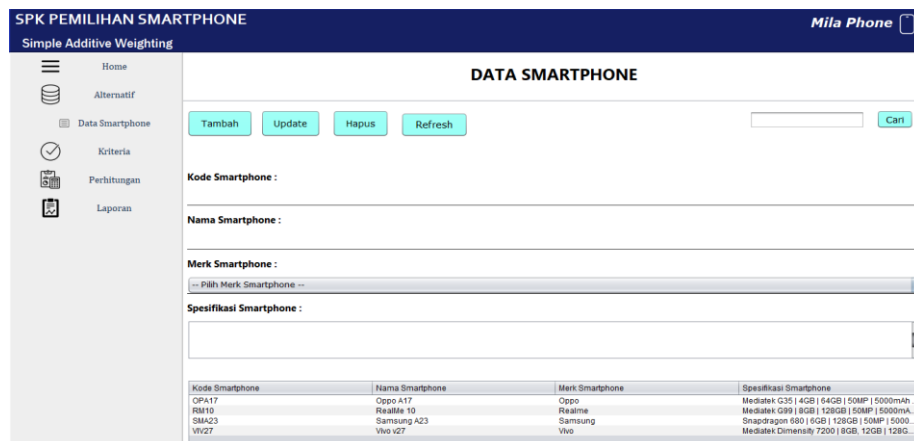 SPK PEMILIHAN SMARTPHONE
Mila Phone
Simple Additive Weighting
Home
Alternatif
Data Smartphone
Kriteria
Perhitungan
Laporan
DATA SMARTPHONE
Tambah Update Hapus Refresh Cari
Kode Smartphone :
Nama Smartphone :
Merk Smartphone :
-- Pilih Merk Smartphone --
Spesifikasi Smartphone :
Kode Smartphone Nama Smartphone Merk Smartphone Spesifikasi Smartphone
OPA17 Oppo A17 Oppo Mediatek G35 | 4GB | 64GB | 50MP | 5000mAh ...
RM10 RealMe 10 Realme Mediatek G99 | 8GB | 128GB | 50MP | 5000mA...
SMA23 Samsung A23 Samsung Snapdragon 680 | 6GB | 128GB | 50MP | 5000...
VIV27 Vivo v27 Vivo Mediatek Dimensity 7200 | 8GB, 12GB | 128G...